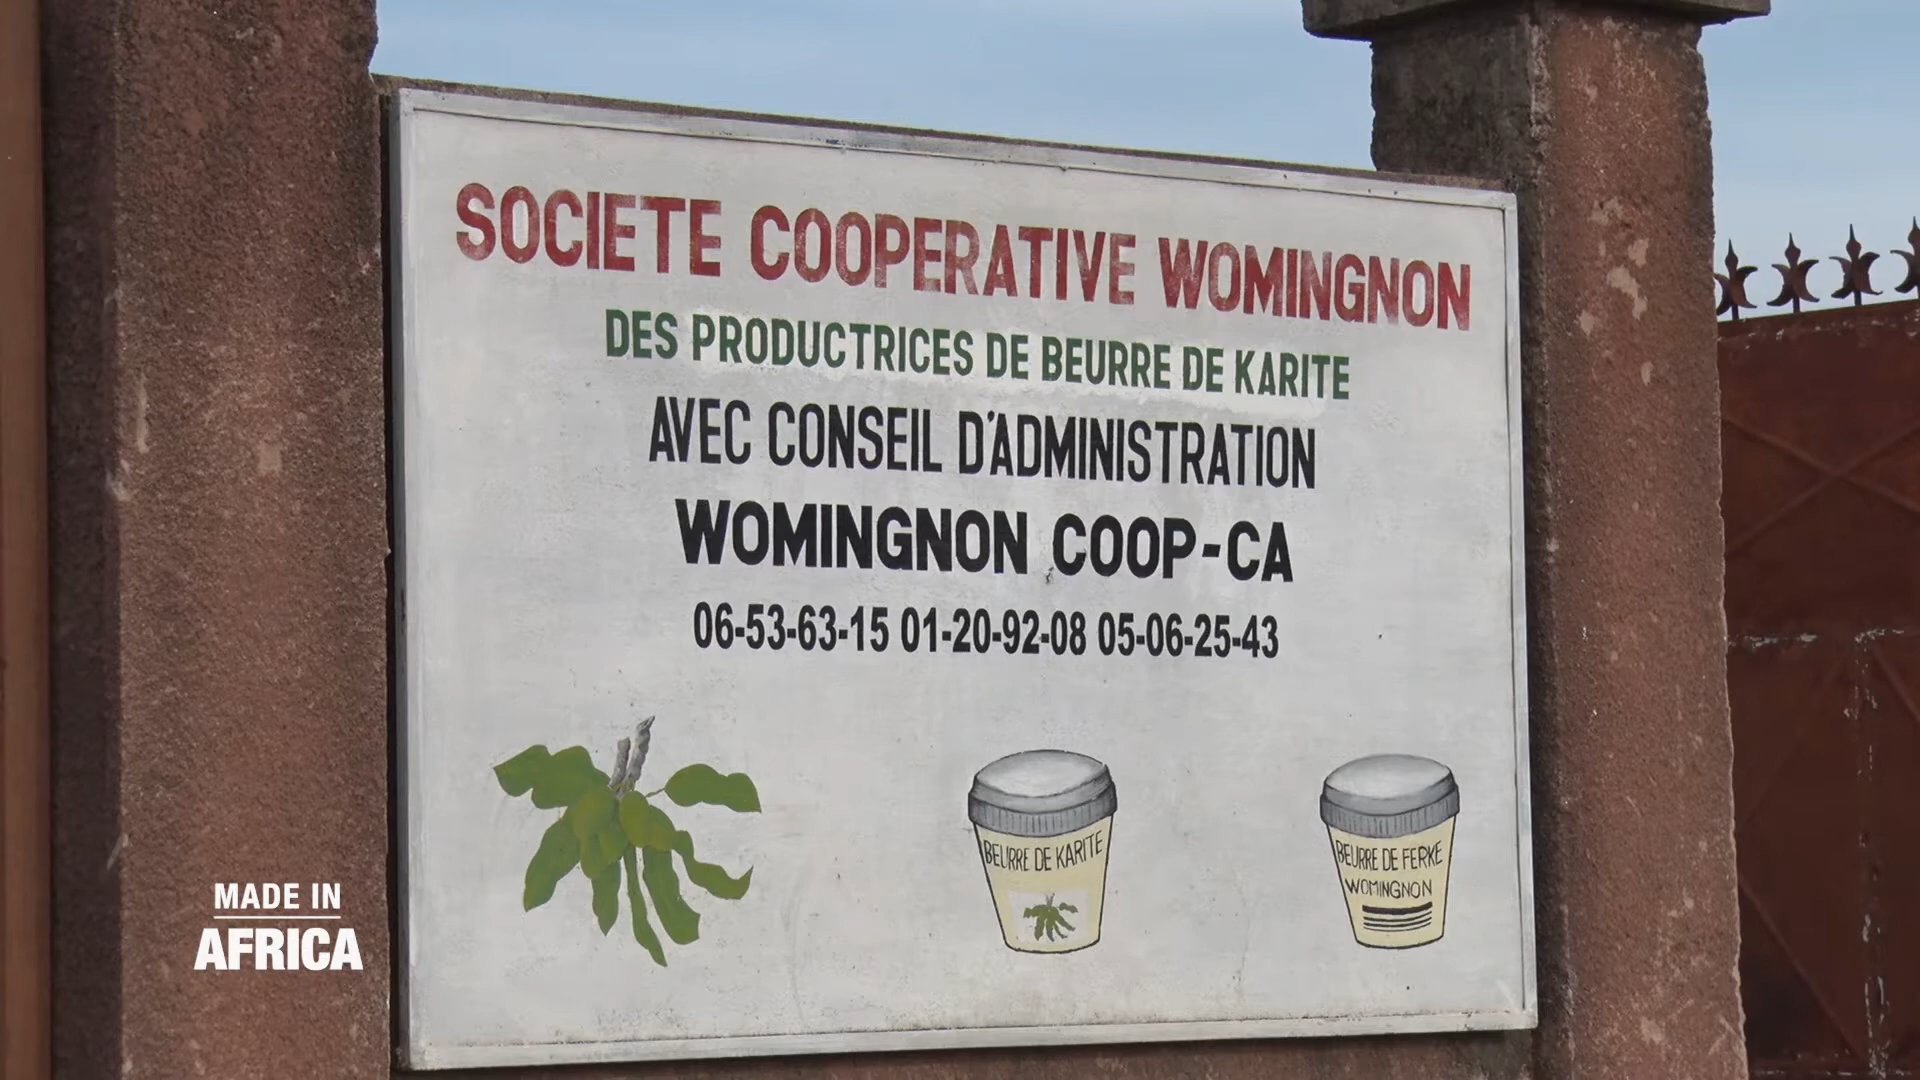 SOCIETE COOPERATIVE WOMINGNON
DES PRODUCTRICES DE BEURRE DE KARITE
AVEC CONSEIL D'ADMINISTRATION
WOMINGNON COOP-CA
06-53-63-15 01-20-92-08 05-06-25-43
BEURRE DE KARITE
BEURRE DE FERKE
WOMINGNON
MADE IN
AFRICA